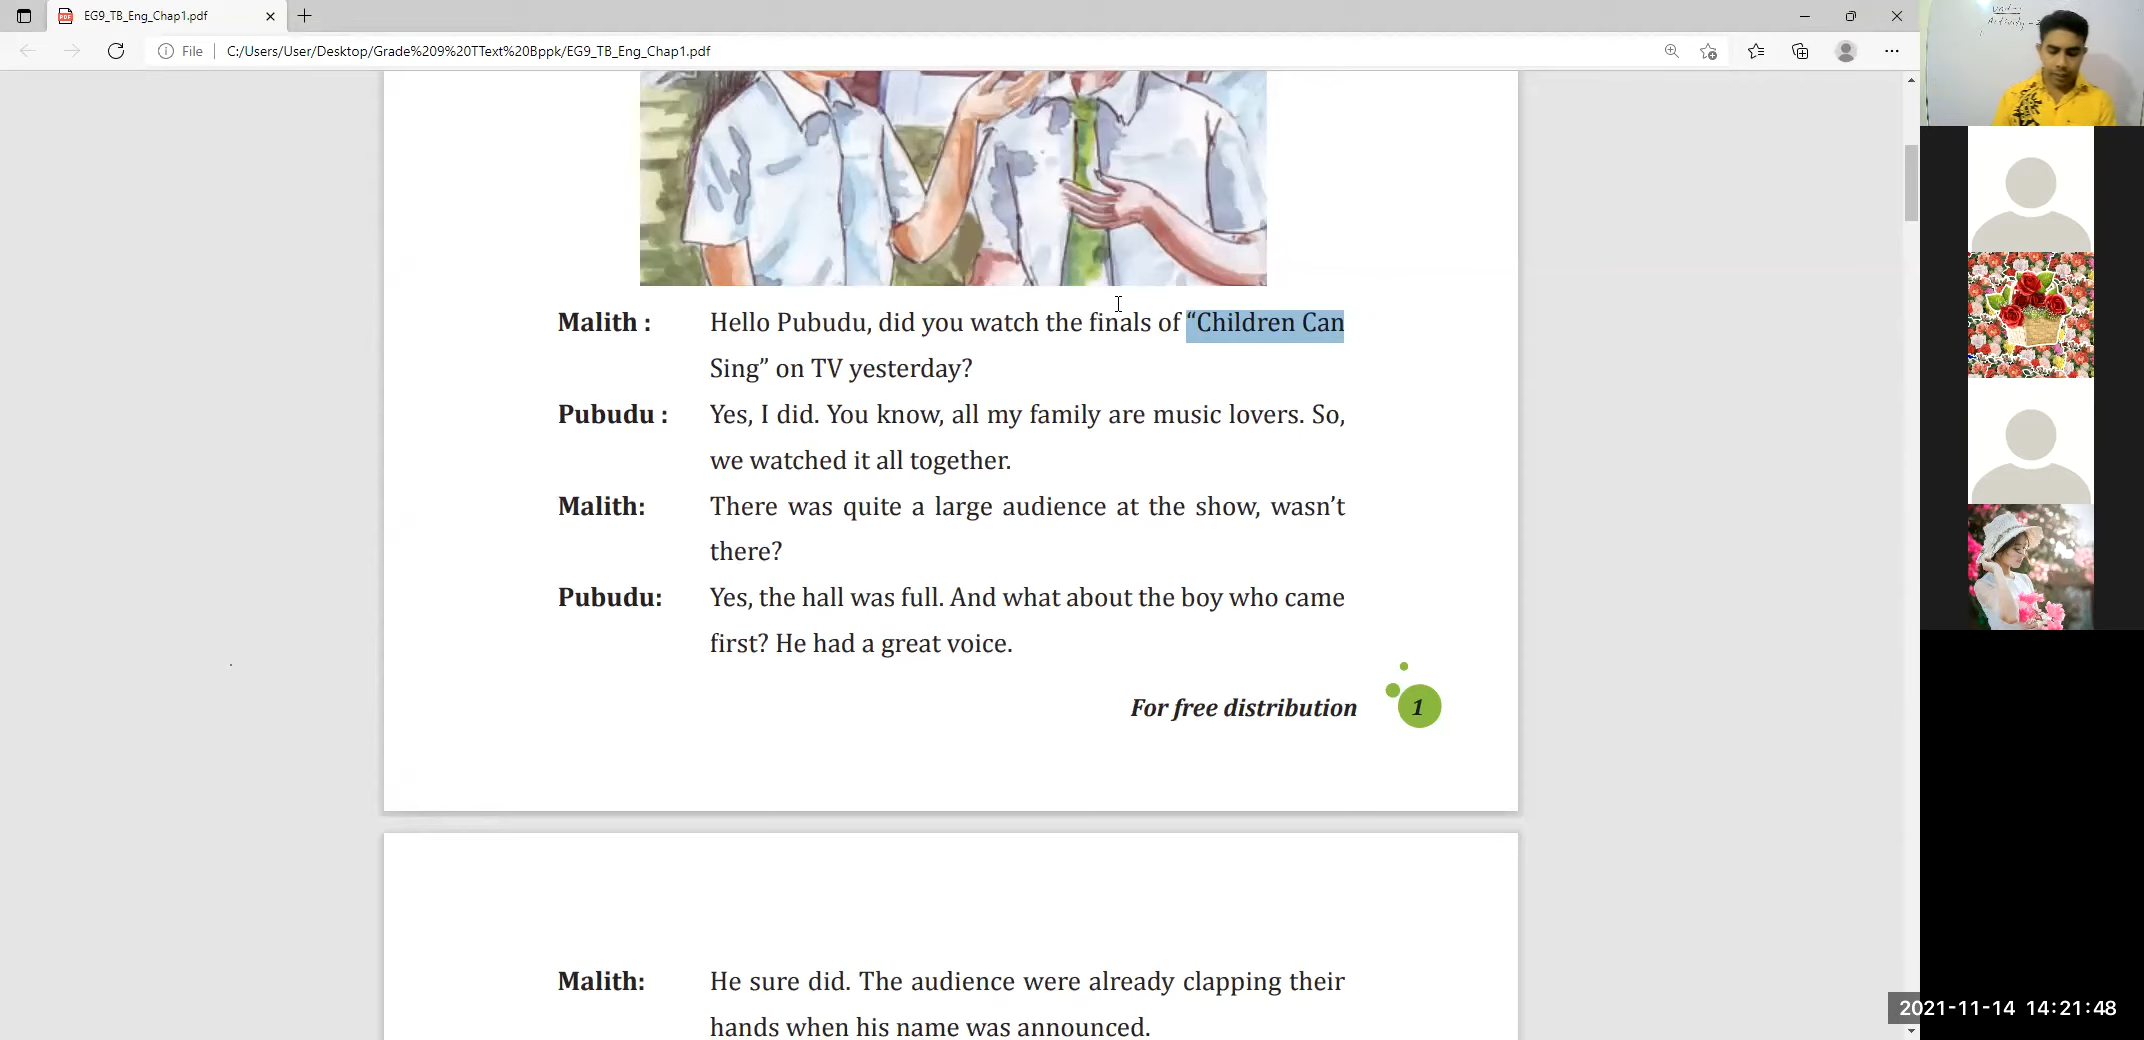 EG9_TB_Eng_Chap1.pdf
File
C:/Users/User/Desktop/Grade%209%20TText%20Bppk/EG9_TB_Eng_Chap1.pdf
Malith : Hello Pubudu, did you watch the finals of “Children Can
Sing” on TV yesterday?
Pubudu : Yes, I did. You know, all my family are music lovers. So,
we watched it all together.
Malith: There was quite a large audience at the show, wasn’t
there?
Pubudu: Yes, the hall was full. And what about the boy who came
first? He had a great voice.
For free distribution 1
Malith: He sure did. The audience were already clapping their
hands when his name was announced.
2021-11-14 14:21:48